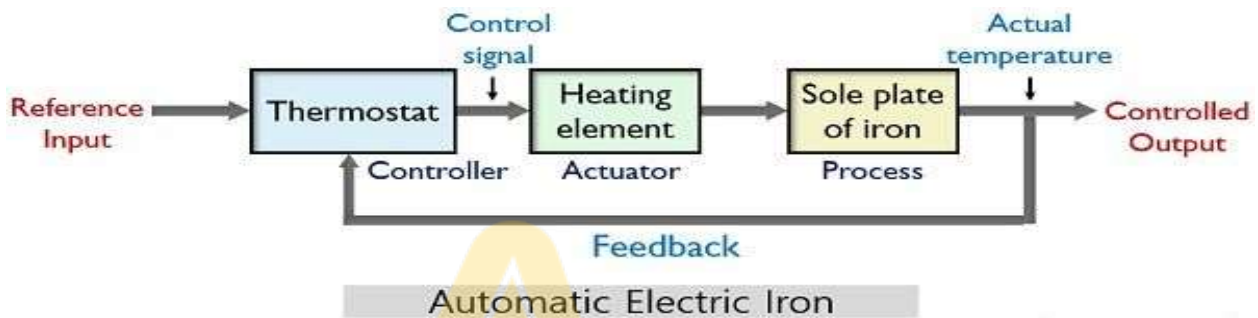 Control
signal
Actual
temperature
Reference
Input
Thermostat
Heating
element
Sole plate
of iron
Controlled
Output
Controller
Actuator
Process
Feedback
Automatic Electric Iron